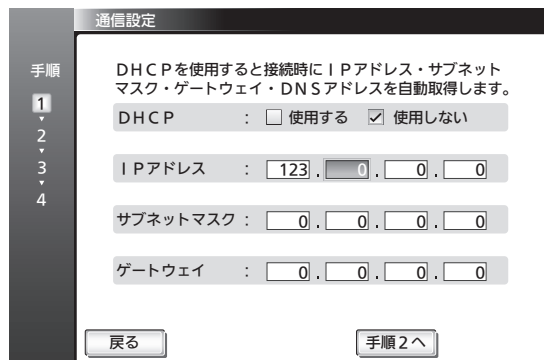 通信設定
手順
1
2
3
4
DHCPを使用すると接続時にIPアドレス・サブネット
マスク・ゲートウェイ・DNSアドレスを自動取得します。
DHCP : 使用する 使用しない
IPアドレス : 123 . 0 . 0 . 0
サブネットマスク : 0 . 0 . 0 . 0
ゲートウェイ : 0 . 0 . 0 . 0
戻る 手順2へ